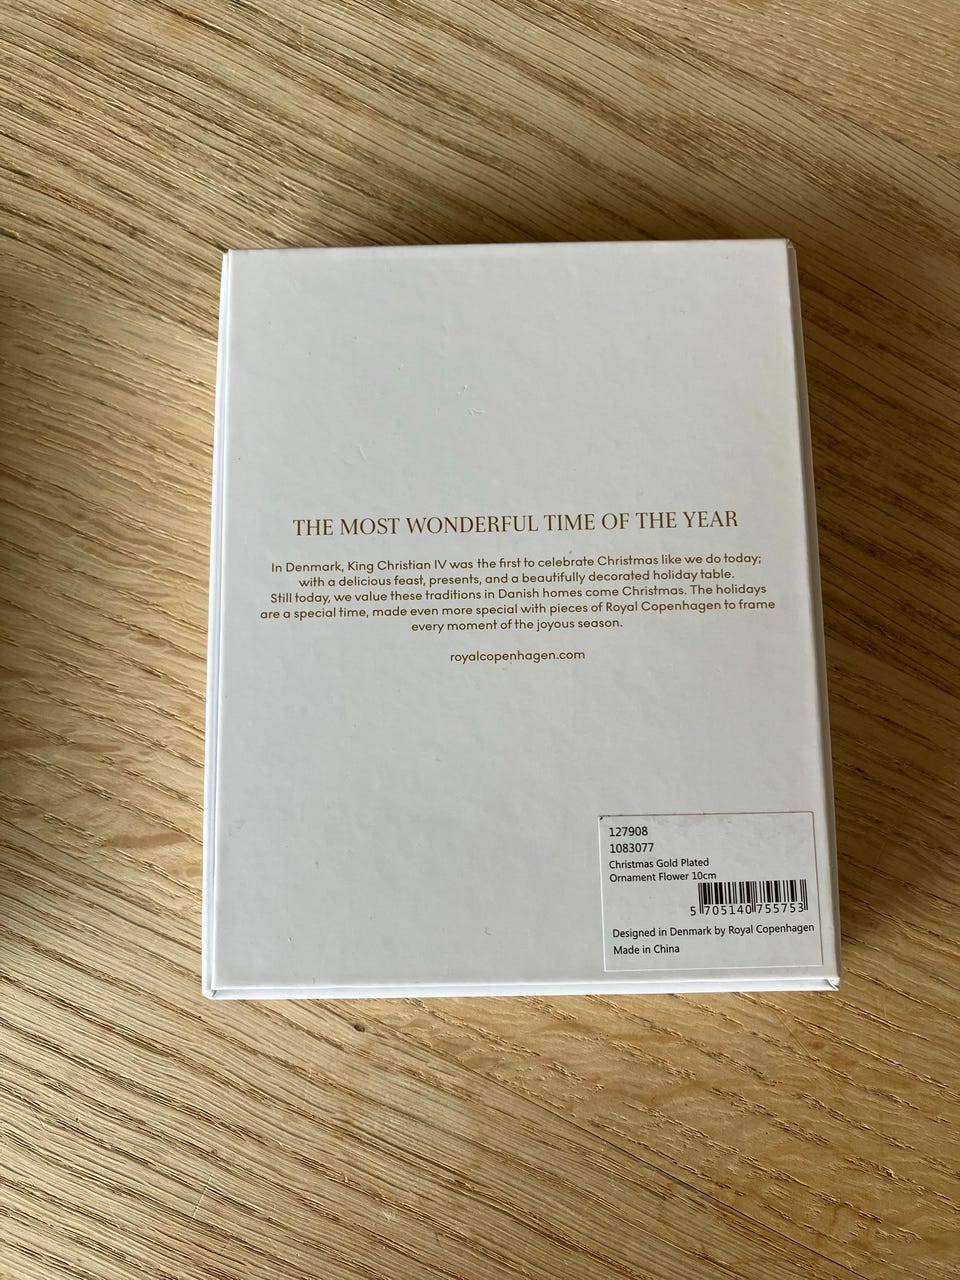 THE MOST WONDERFUL TIME OF THE YEAR
In Denmark, King Christian IV was the first to celebrate Christmas like we do today;
with a delicious feast, presents, and a beautifully decorated holiday table.
Still today, we value these traditions in Danish homes come Christmas. The holidays
are a special time, made even more special with pieces of Royal Copenhagen to frame
every moment of the joyous season.
royalcopenhagen.com
127908
1083077
Christmas Gold Plated
Ornament Flower 10cm
5 705140 755753
Designed in Denmark by Royal Copenhagen
Made in China